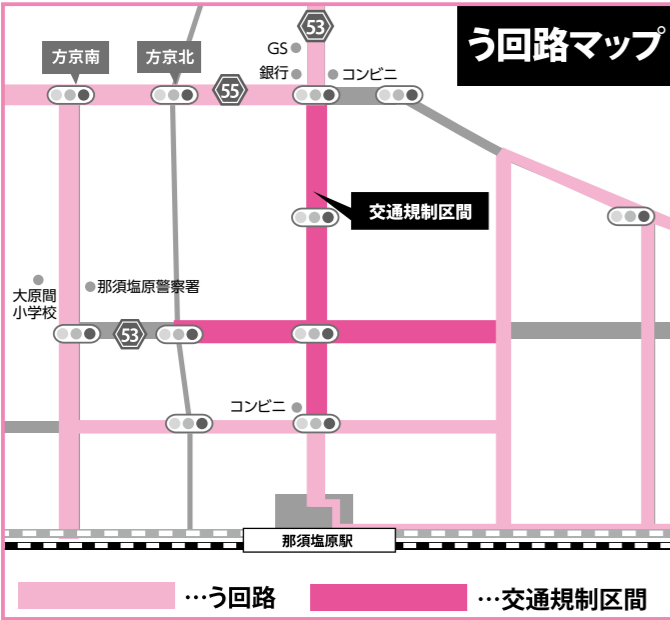 う回路マップ
53
GS
方京南
方京北
銀行
コンビニ
55
交通規制区間
大原間
小学校
那須塩原警察署
53
コンビニ
那須塩原駅
…う回路
…交通規制区間